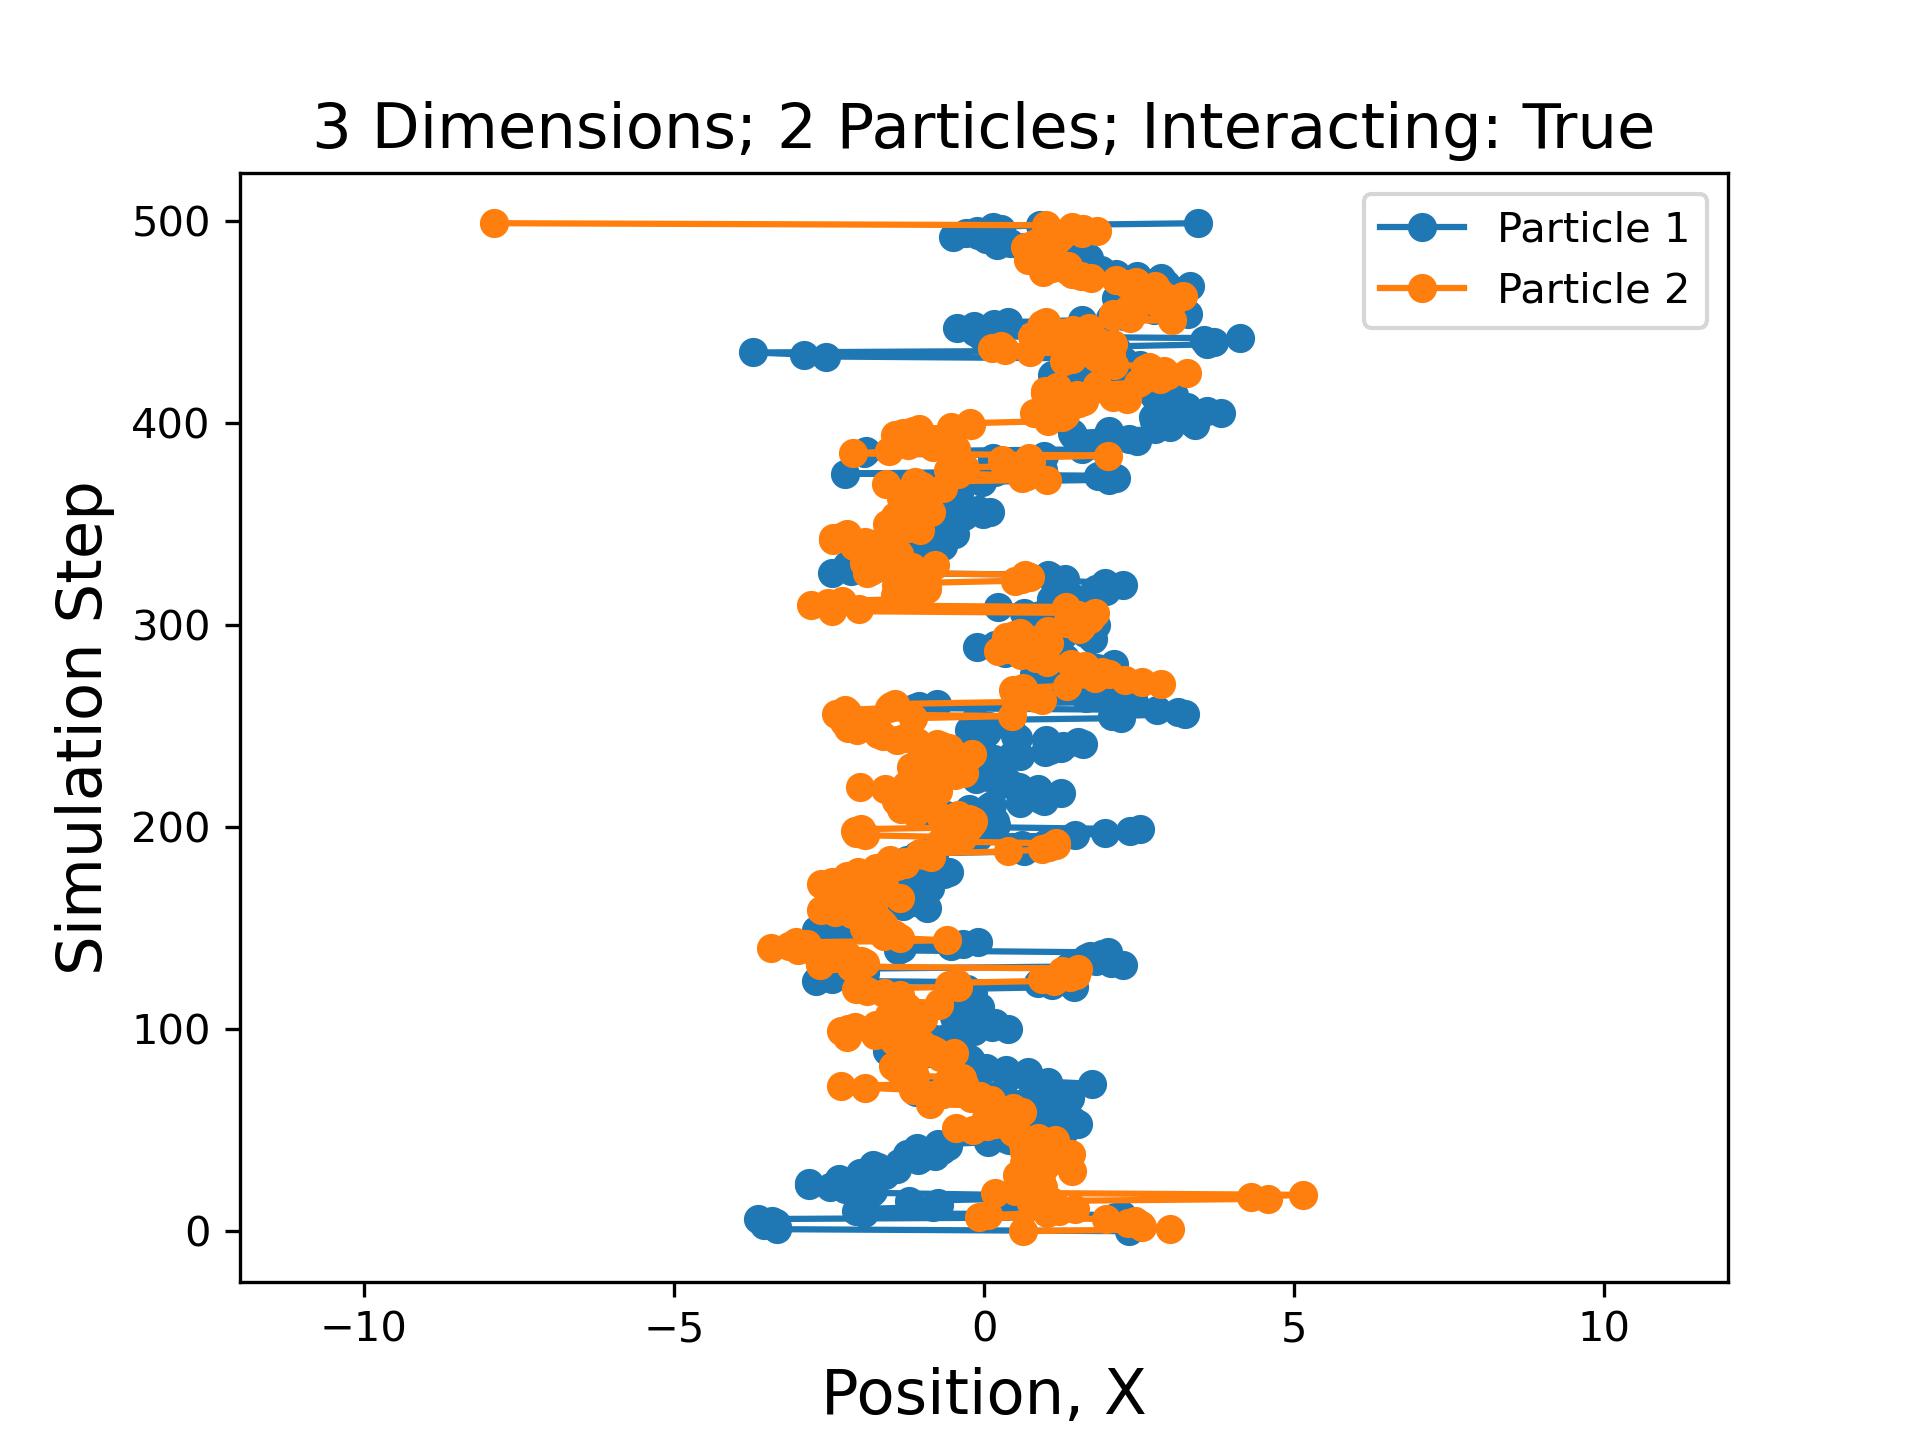 3 Dimensions; 2 Particles; Interacting: True
Particle 1
Particle 2
500
400
300
200
100
0
Simulation Step
−10 −5 0 5 10
Position, X